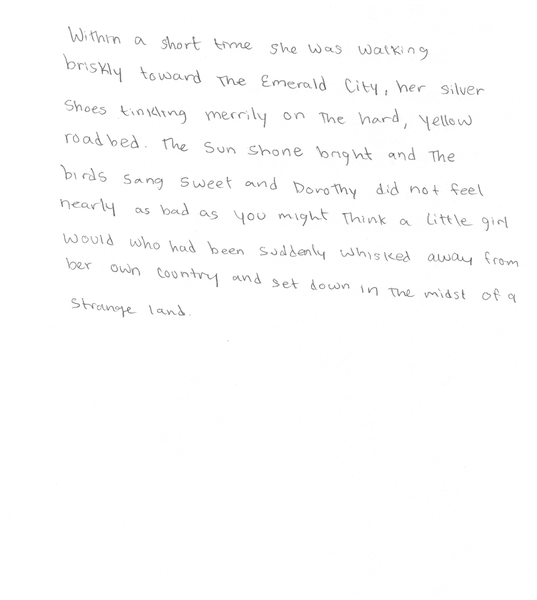 Within a short time she was walking
briskly toward The Emerald City, her silver
Shoes tinkling merrily on The hard, yellow
roadbed. The Sun Shone bright and The
birds Sang Sweet and Dorothy did not feel
nearly as bad as you might Think a little girl
would who had been suddenly whisked away from
her own country and set down in The midst of a
Strange land.